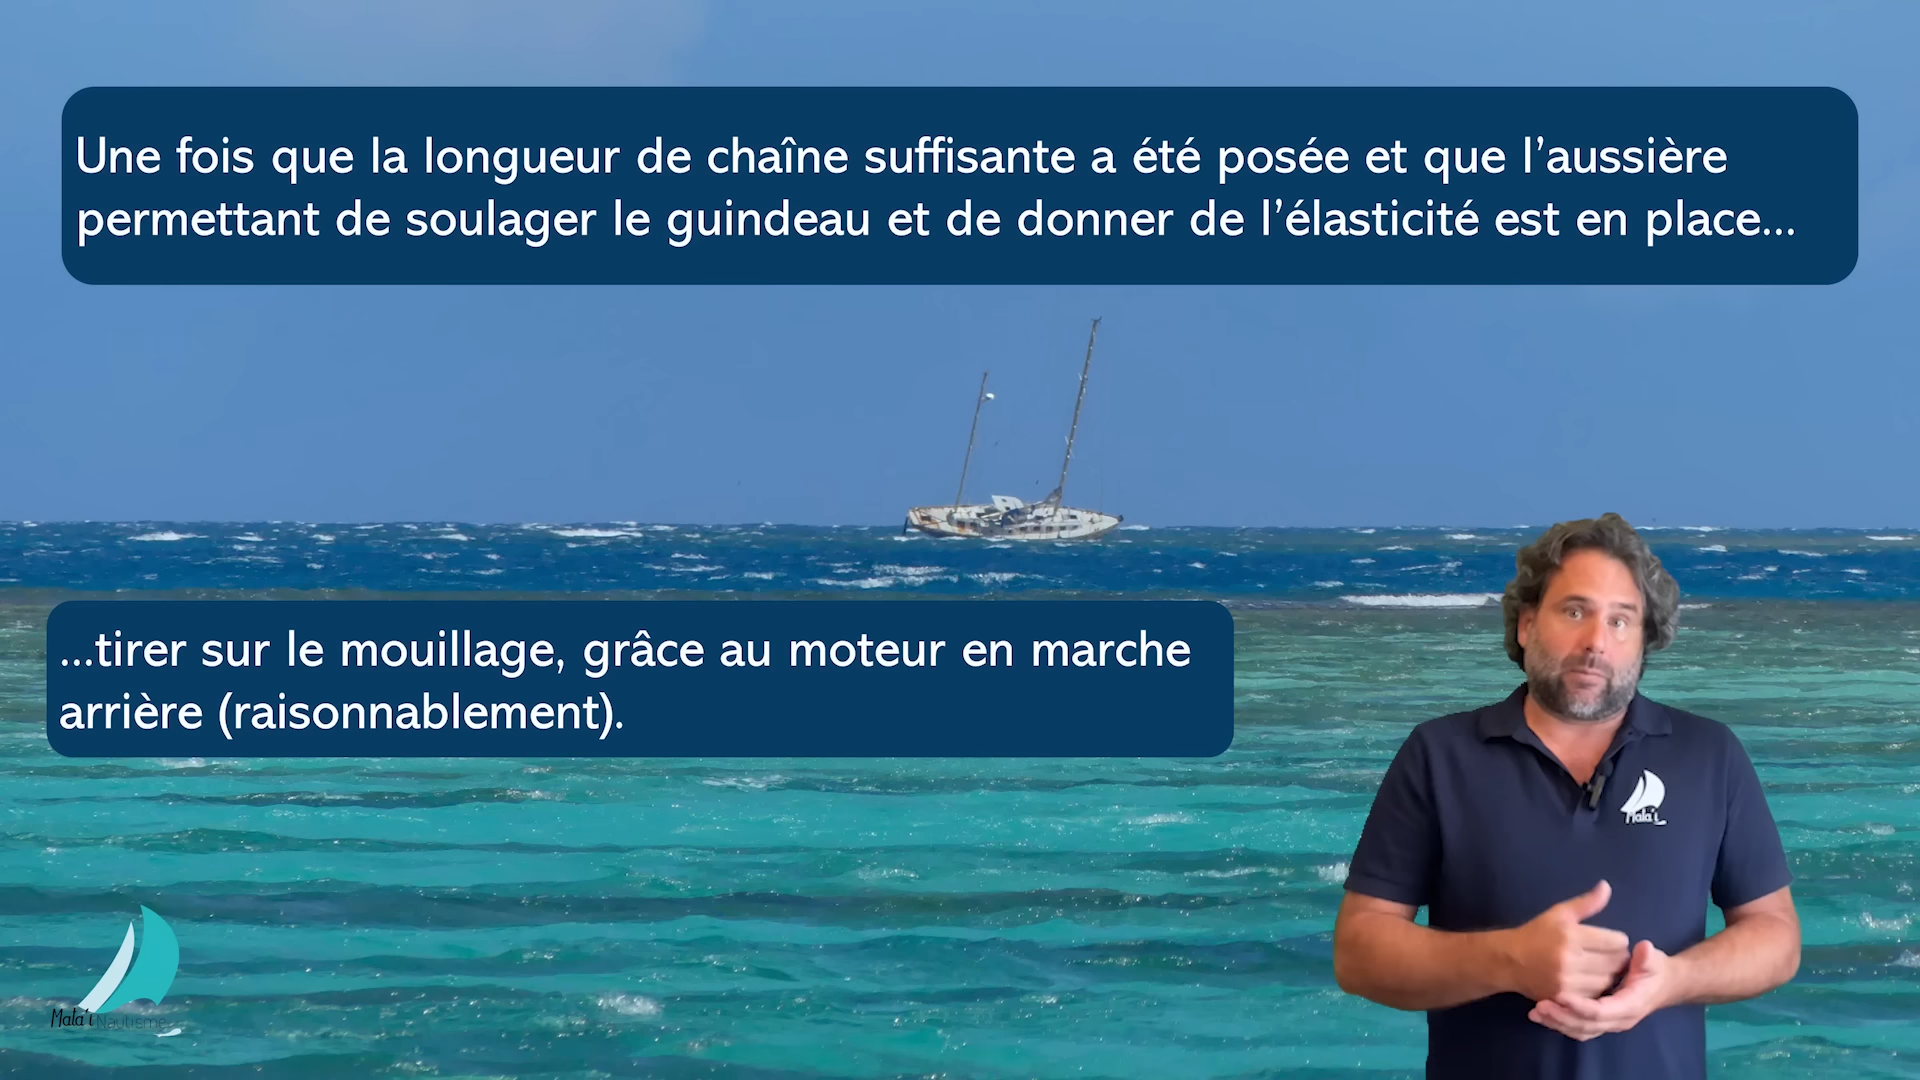 Une fois que la longueur de chaîne suffisante a été posée et que l’aussière
permettant de soulager le guindeau et de donner de l’élasticité est en place...
...tirer sur le mouillage, grâce au moteur en marche
arrière (raisonnablement).
Mata'i
Mata'i Nautisme